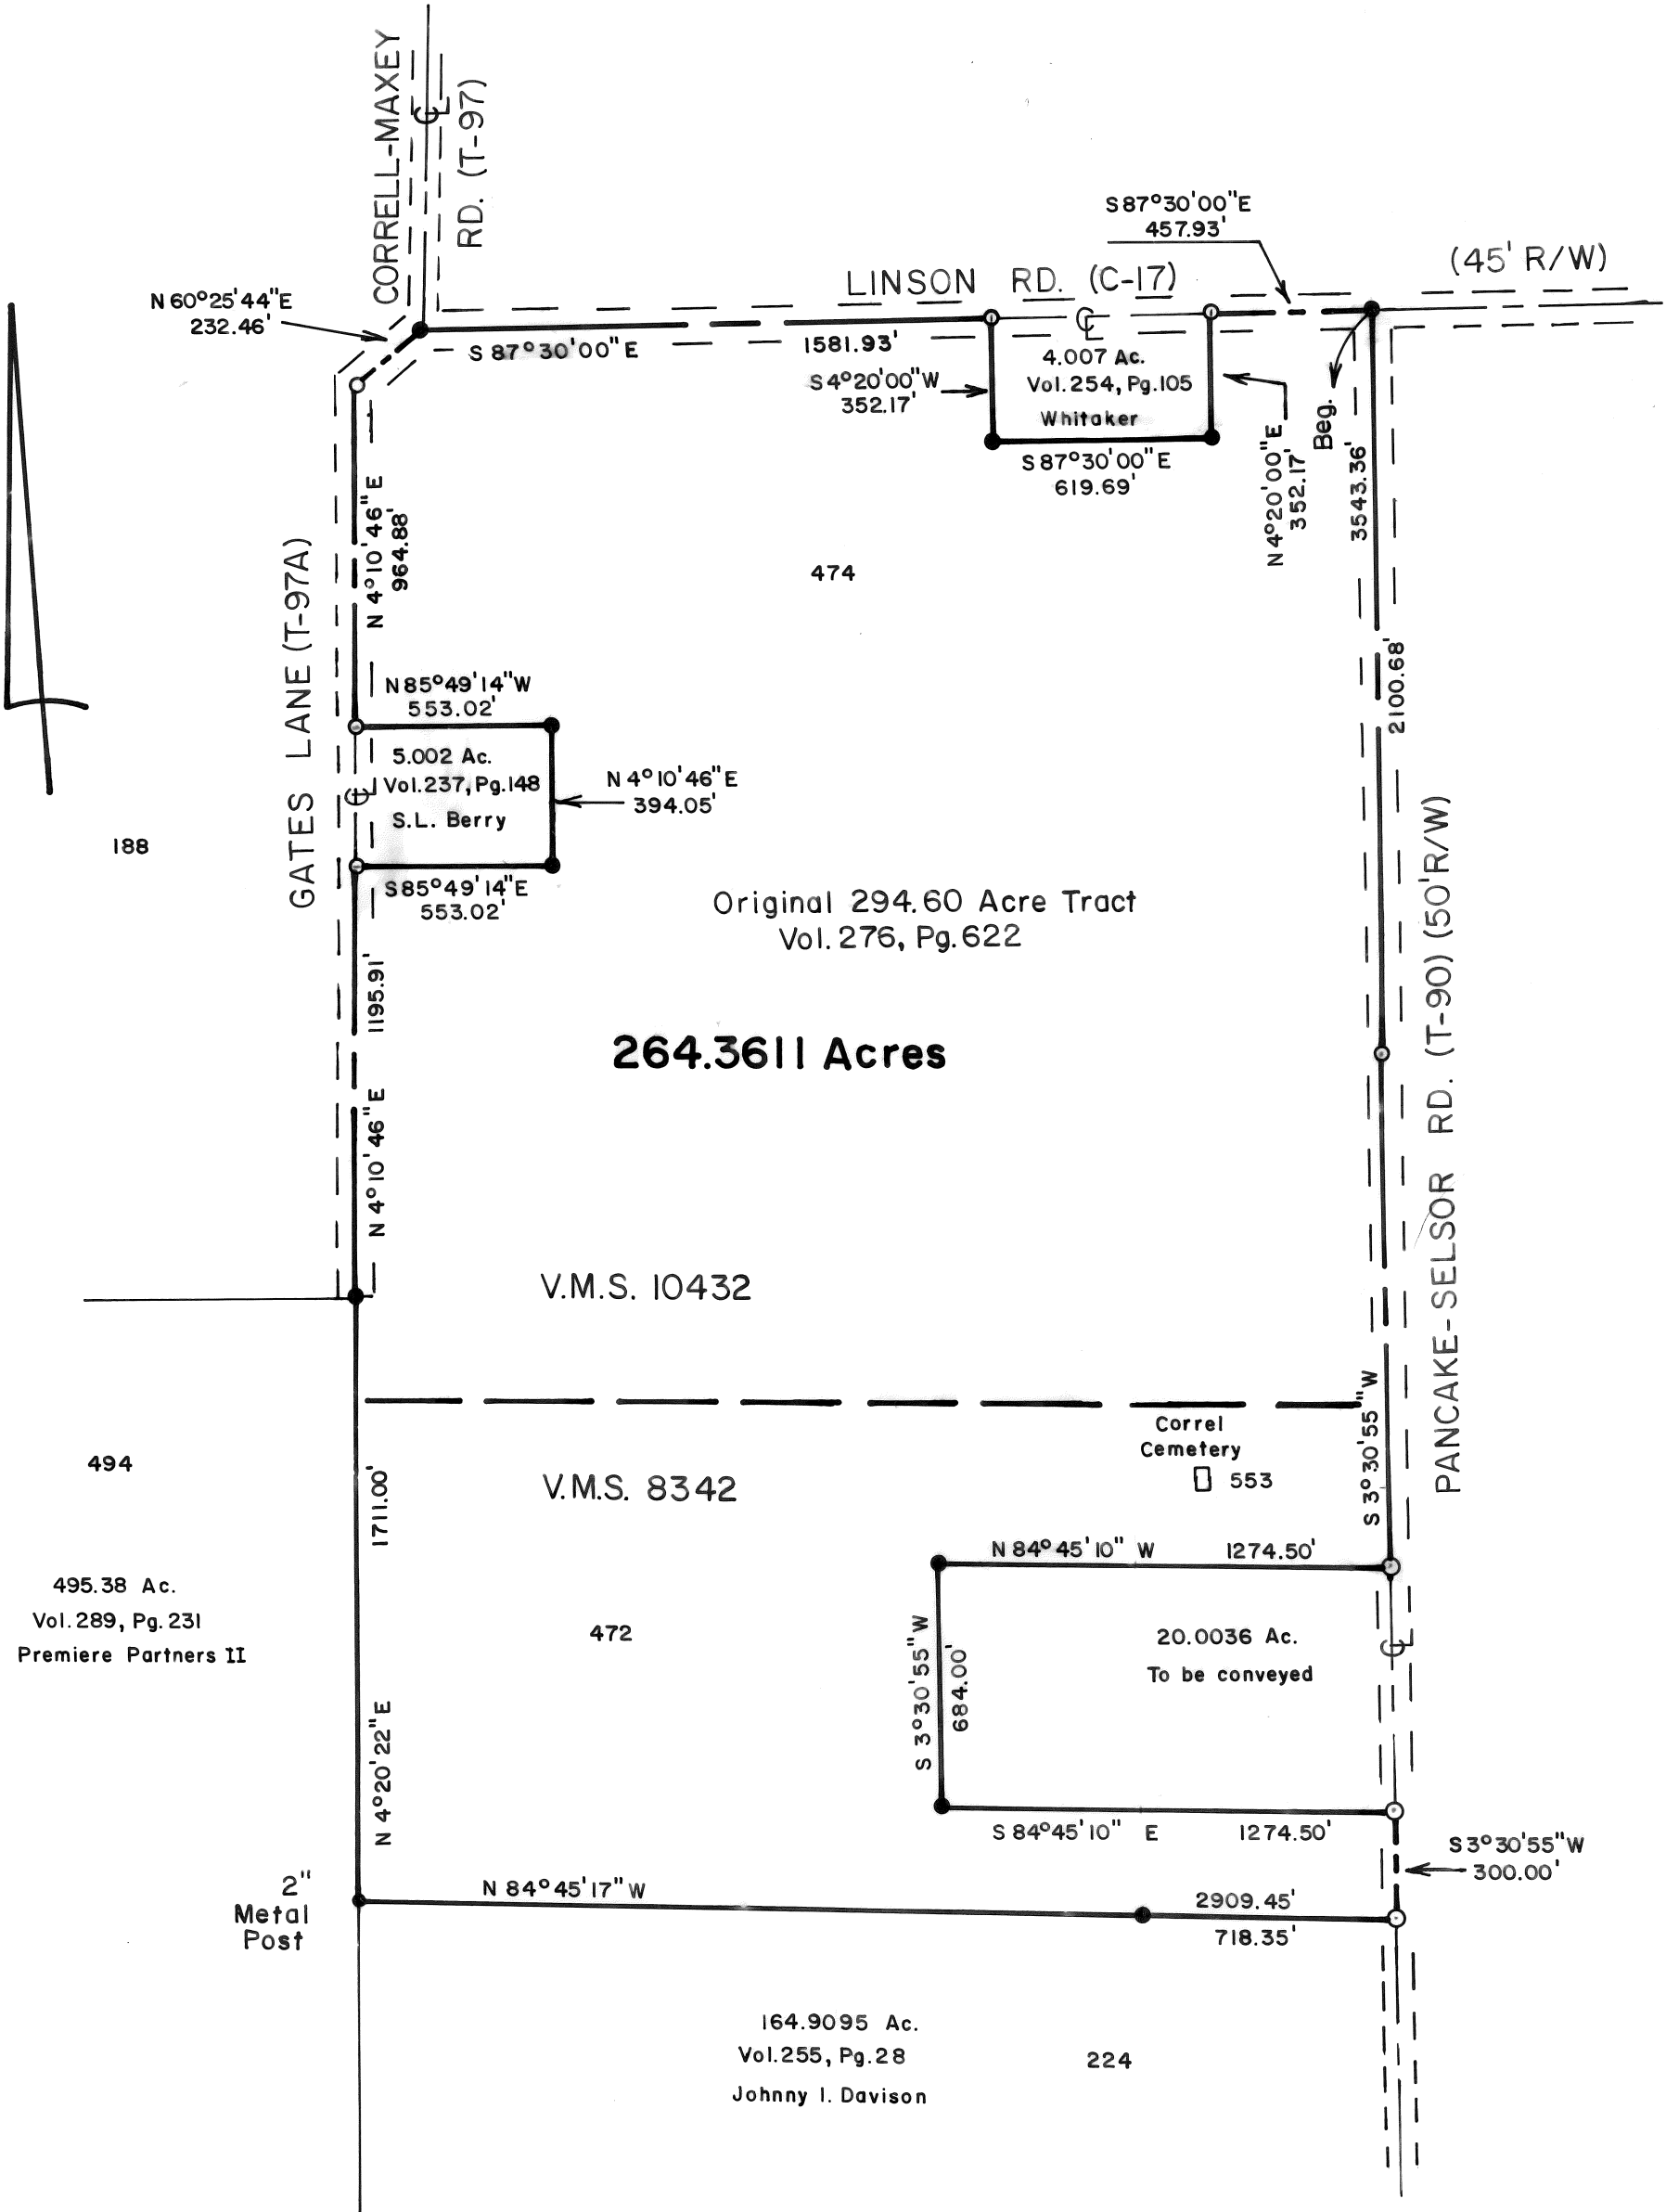 CORRELL-MAXEY
RD. (T-97)
S 87°30'00"E
457.93'
LINSON RD. (C-17)
(45' R/W)
N 60°25'44"E
232.46'
S 87°30'00"E
1581.93'
4.007 Ac.
Vol.254, Pg.105
Whitaker
S 4°20'00"W
352.17'
S 87°30'00"E
619.69'
N 4°20'00"E
352.17'
Beg.
3543.36'
N 4°10'46"E
964.88'
474
GATES LANE (T-97A)
2100.68'
N 85°49'14"W
553.02'
5.002 Ac.
Vol.237, Pg.148
S.L. Berry
N 4°10'46"E
394.05'
S 85°49'14"E
553.02'
188
Original 294.60 Acre Tract
Vol. 276, Pg. 622
PANCAKE-SELSOR RD. (T-90) (50'R/W)
1195.91'
N 4°10'46"E
264.3611 Acres
V.M.S. 10432
S 3°30'55"W
Correl
Cemetery
553
494
1711.00'
V.M.S. 8342
N 84°45'10" W 1274.50'
495.38 Ac.
Vol. 289, Pg. 231
Premiere Partners II
472
S 3°30'55"W
684.00'
20.0036 Ac.
To be conveyed
N 4°20'22"E
S 84°45'10" E 1274.50'
S 3°30'55"W
300.00'
2"
Metal
Post
N 84°45'17"W
2909.45'
718.35'
164.9095 Ac.
Vol.255, Pg.28
Johnny I. Davison
224